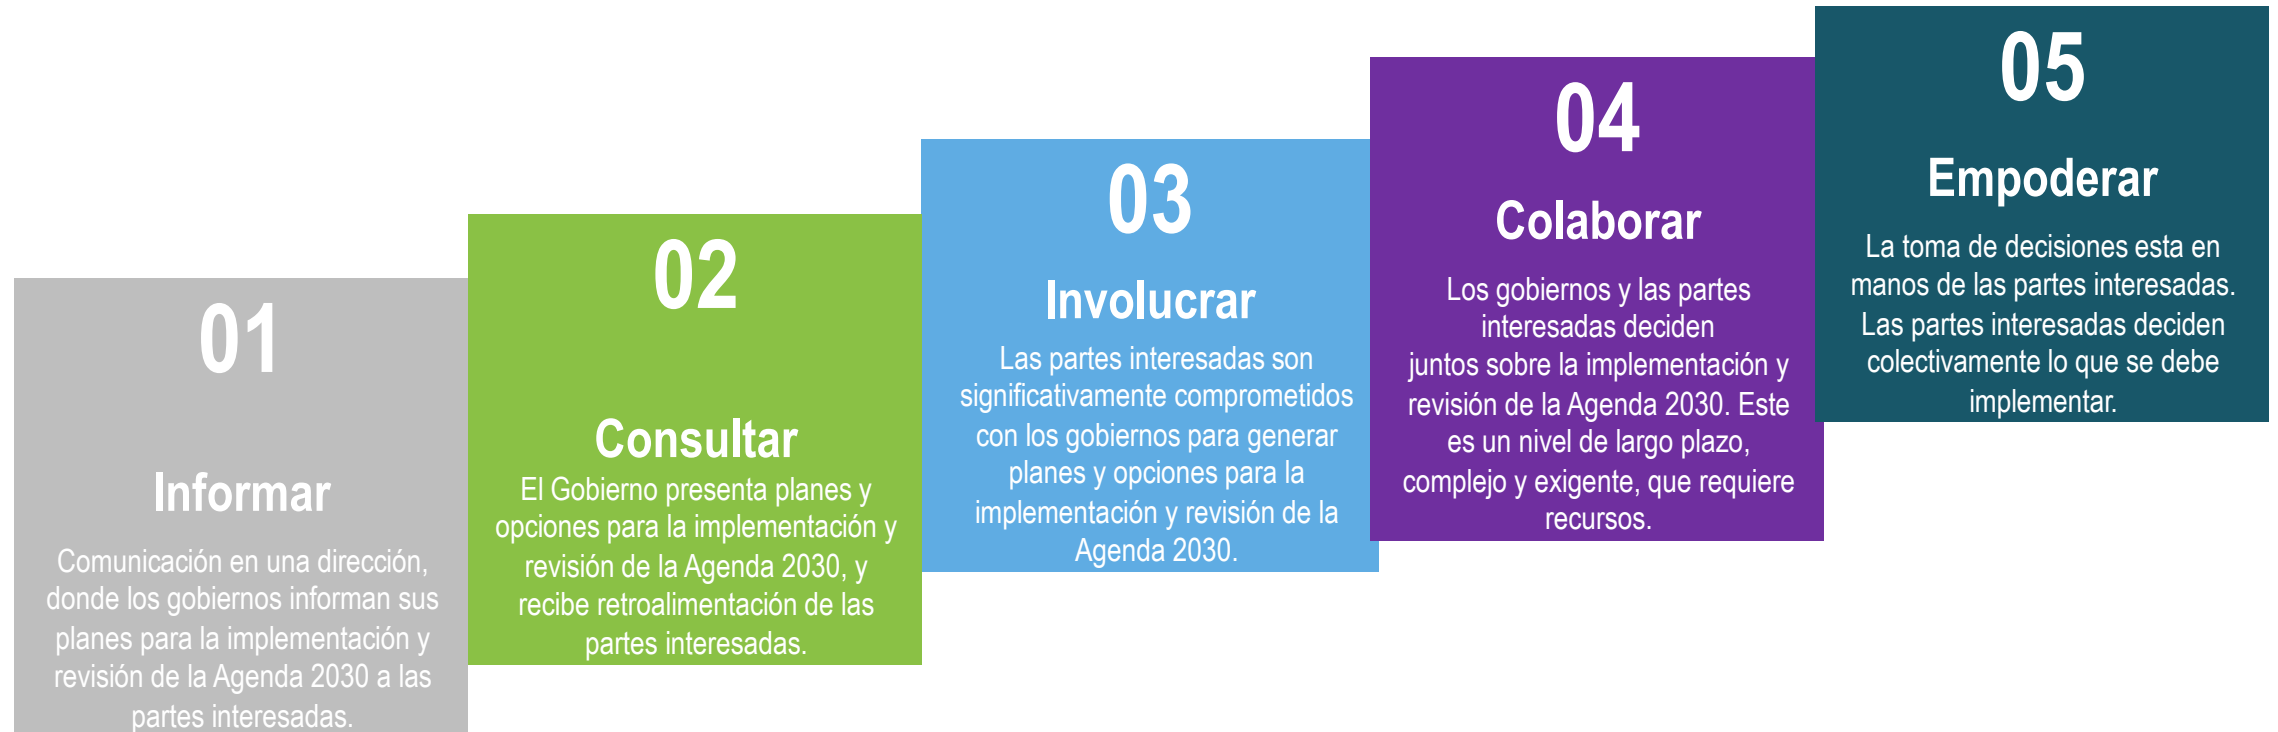 01
Informar
Comunicación en una dirección,
donde los gobiernos informan sus
planes para la implementación y
revisión de la Agenda 2030 a las
partes interesadas.
02
Consultar
El Gobierno presenta planes y
opciones para la implementación y
revisión de la Agenda 2030, y
recibe retroalimentación de las
partes interesadas.
03
Involucrar
Las partes interesadas son
significativamente comprometidos
con los gobiernos para generar
planes y opciones para la
implementación y revisión de la
Agenda 2030.
04
Colaborar
Los gobiernos y las partes
interesadas deciden
juntos sobre la implementación y
revisión de la Agenda 2030. Este
es un nivel de largo plazo,
complejo y exigente, que requiere
recursos.
05
Empoderar
La toma de decisiones esta en
manos de las partes interesadas.
Las partes interesadas deciden
colectivamente lo que se debe
implementar.